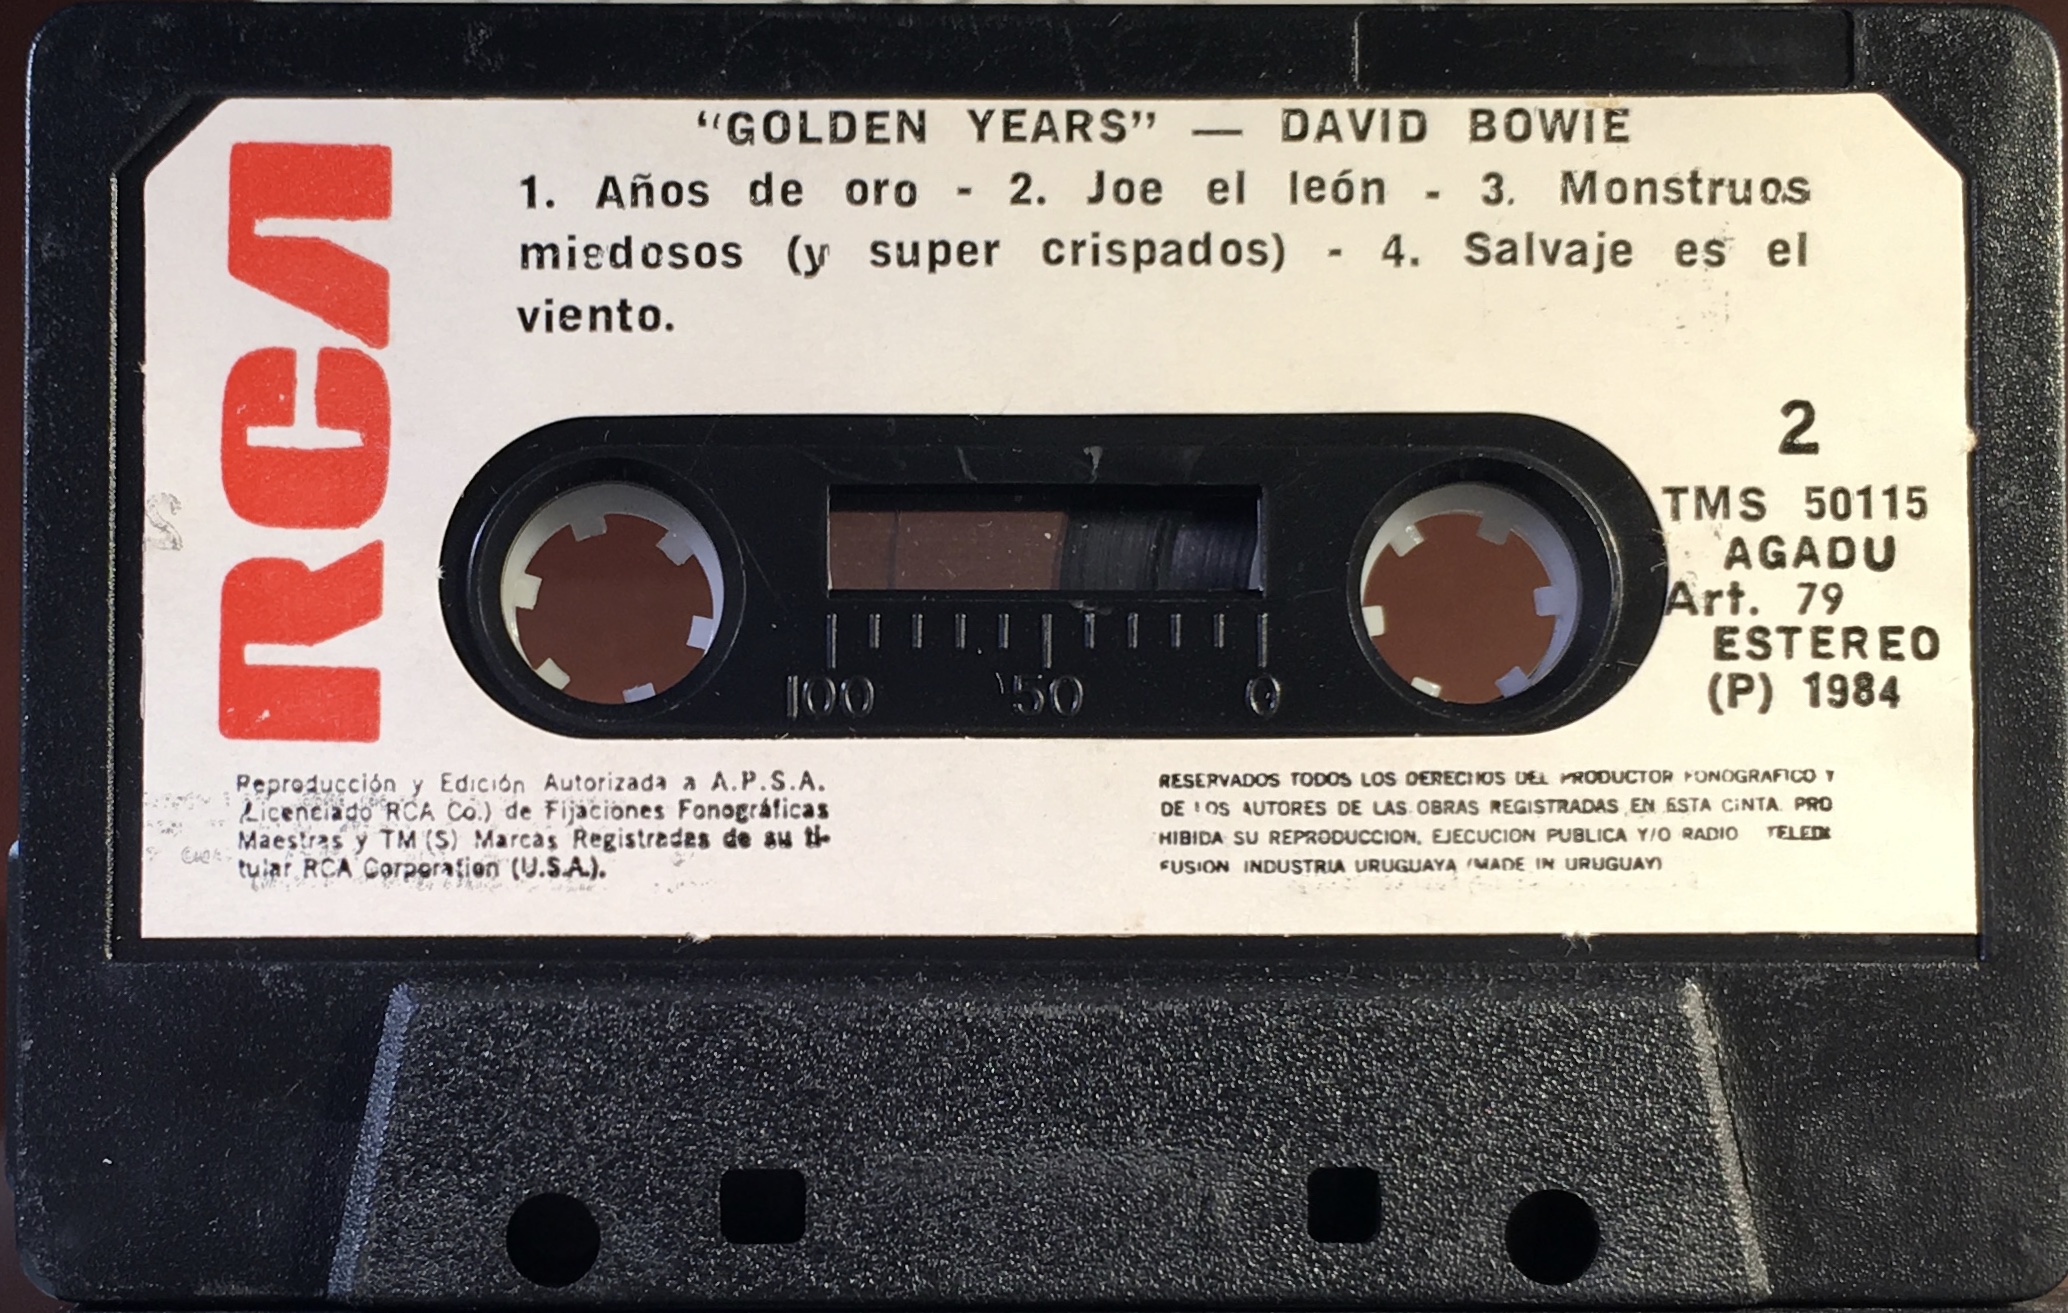 "GOLDEN YEARS" — DAVID BOWIE
1. Años de oro - 2. Joe el león - 3. Monstruos
miedosos (y super crispados) - 4. Salvaje es el
viento.
RCA
2
TMS 50115
AGADU
Art. 79
ESTEREO
(P) 1984
100 50 0
Reproducción y Edición Autorizada a A.P.S.A.
Licenciado RCA Co.) de Fijaciones Fonográficas
Maestras y TM (S) Marcas Registradas de su ti-
tular RCA Corporation (U.S.A.).
RESERVADOS TODOS LOS DERECHOS DEL PRODUCTOR FONOGRAFICO Y
DE LOS AUTORES DE LAS OBRAS REGISTRADAS EN ESTA CINTA. PRO
HIBIDA SU REPRODUCCION, EJECUCION PUBLICA Y/O RADIO TELEDI
FUSION INDUSTRIA URUGUAYA (MADE IN URUGUAY)